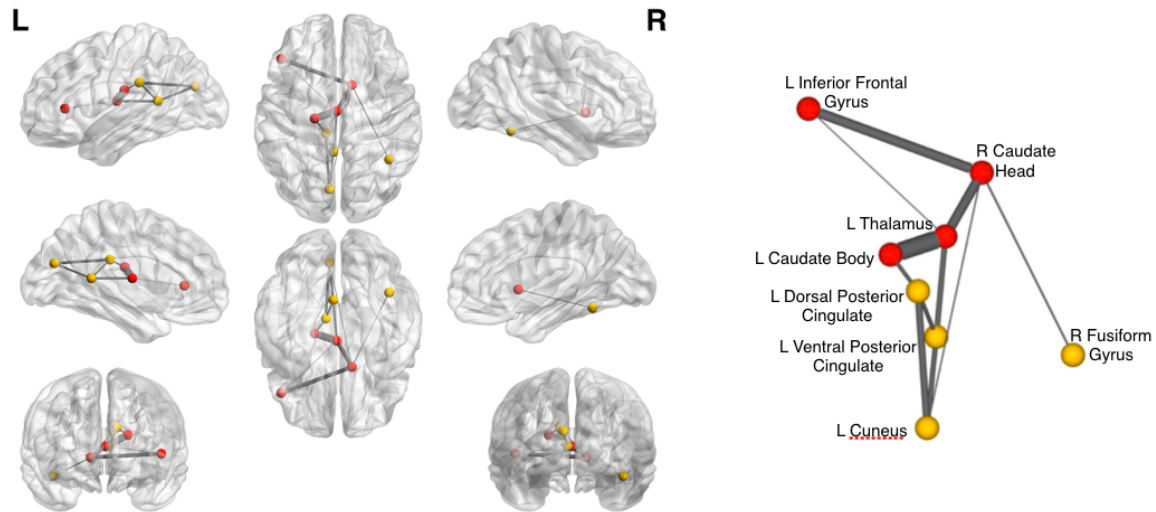 L
R
L Inferior Frontal
Gyrus
R Caudate
Head
L Thalamus
L Caudate Body
L Dorsal Posterior
Cingulate
L Ventral Posterior
Cingulate
R Fusiform
Gyrus
L Cuneus